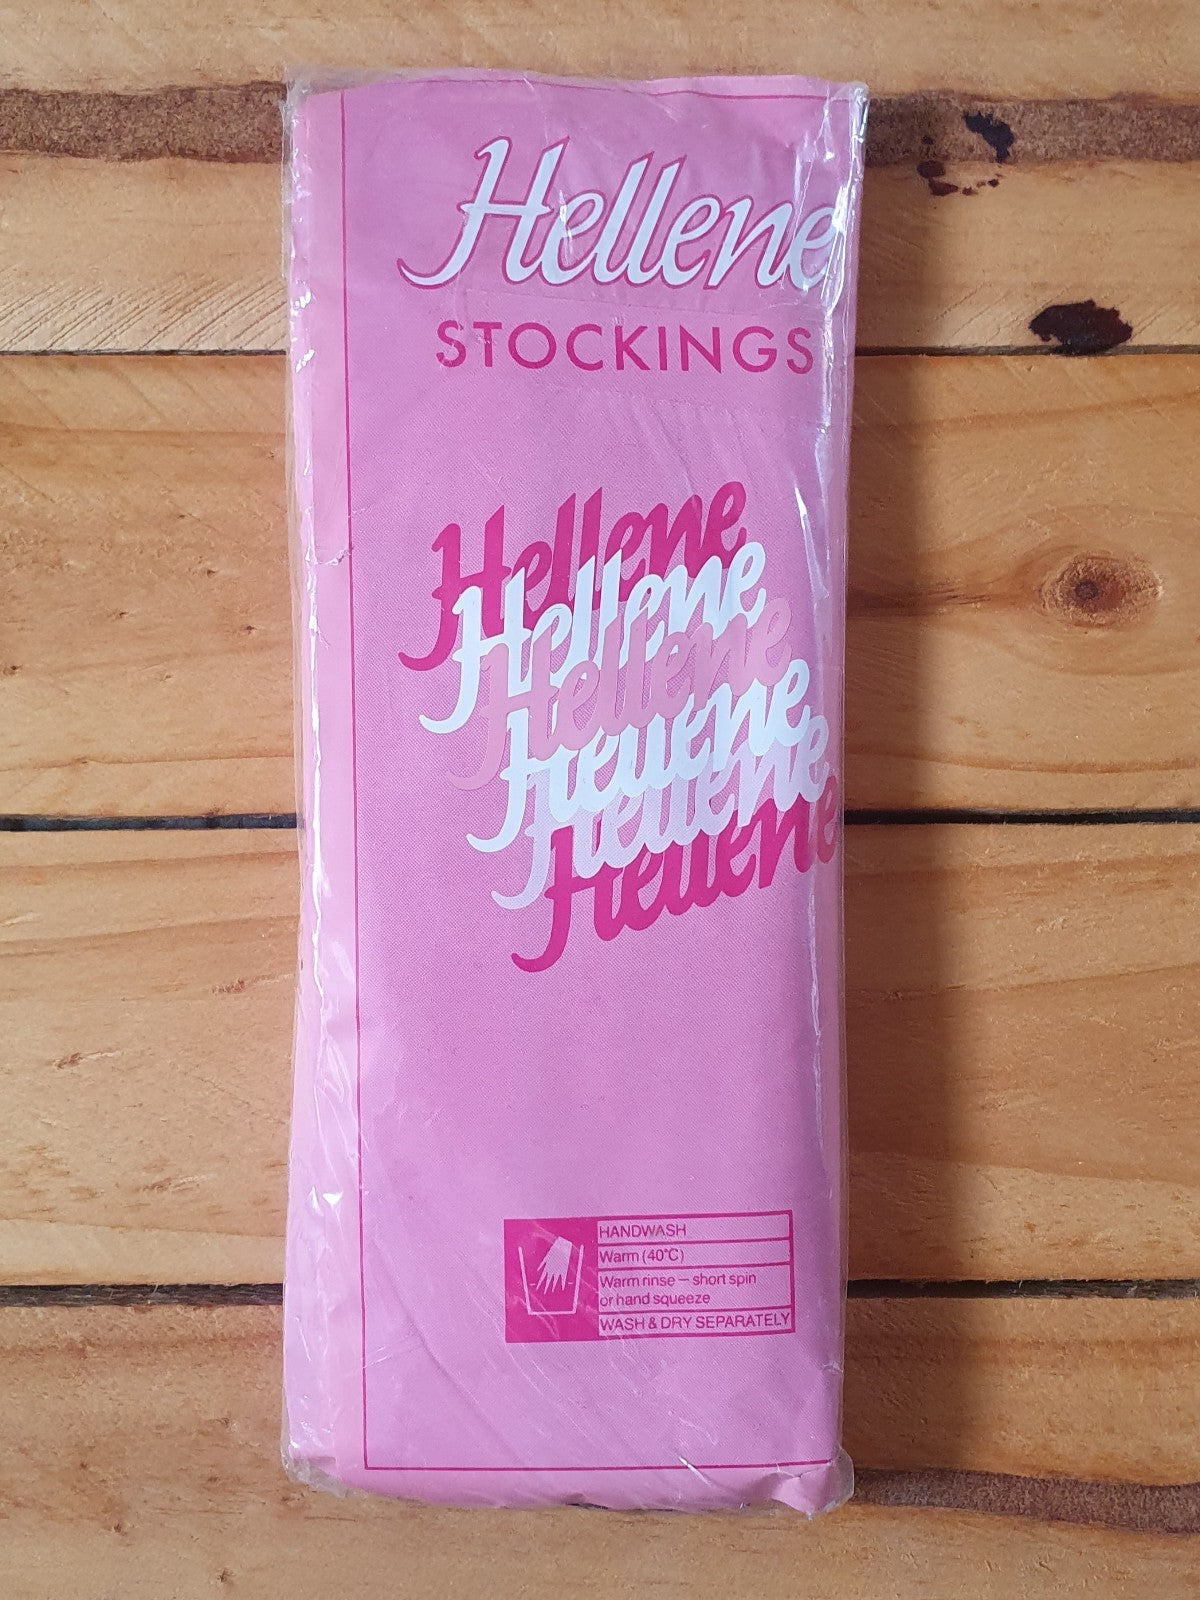 Hellene
STOCKINGS
Hellene
Hellene
Hellene
Hellene
Hellene
Hellene
HANDWASH
Warm (40°C)
Warm rinse – short spin
or hand squeeze
WASH & DRY SEPARATELY